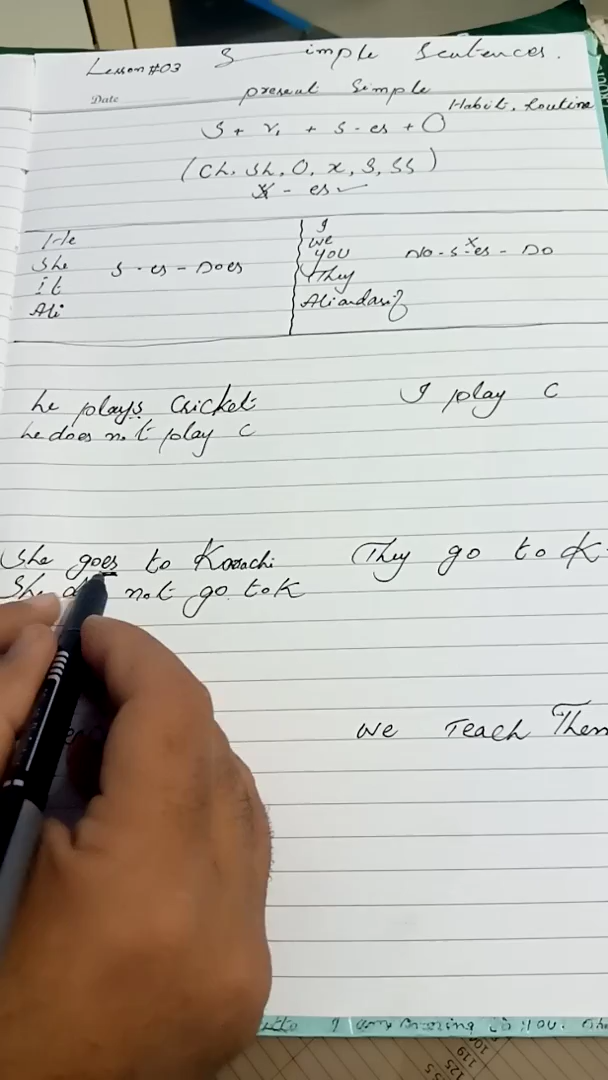 Lesson #03 Simple Sentences.
Date present Simple Habit, Routine
S + V1 + s - es + O
(Ch, Sh, O, x, S, SS)
- es ✓
He
She s - es - Does
it
Ali
I
we
you No - s - es - Do
They
Ali and asif
he plays Cricket
he does not play C
I play C
She goes to Karachi
She not go to K
They go to K
we Teach Them